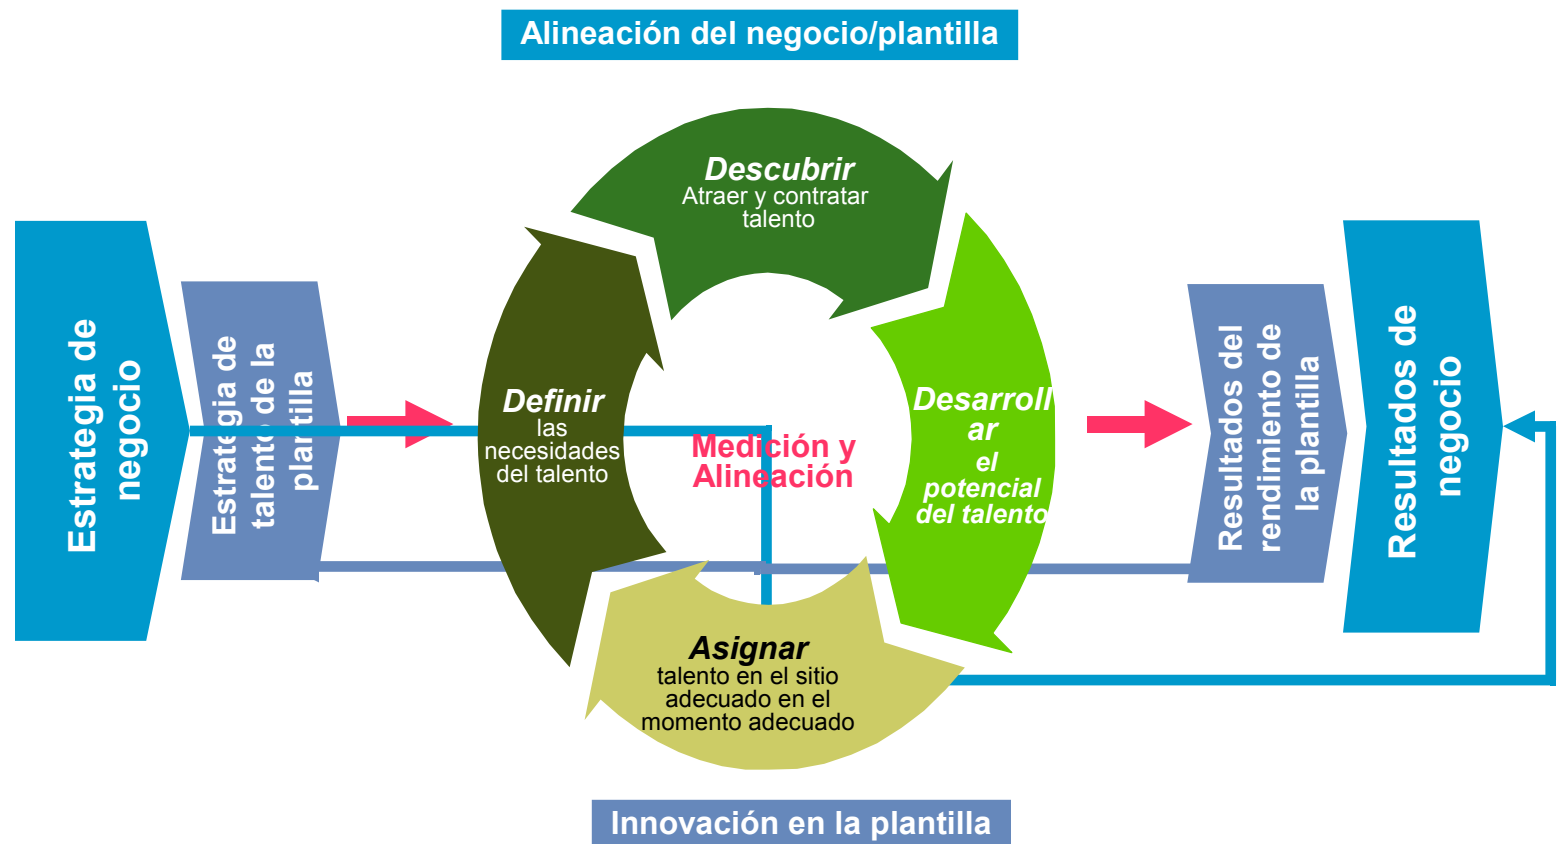 Alineación del negocio/plantilla
Descubrir
Atraer y contratar
talento
Estrategia de
negocio
Estrategia de
talento de la
plantilla
Definir
las
necesidades
del talento
Medición y
Alineación
Desarroll
ar
el
potencial
del talento
Resultados del
rendimiento de
la plantilla
Resultados de
negocio
Asignar
talento en el sitio
adecuado en el
momento adecuado
Innovación en la plantilla